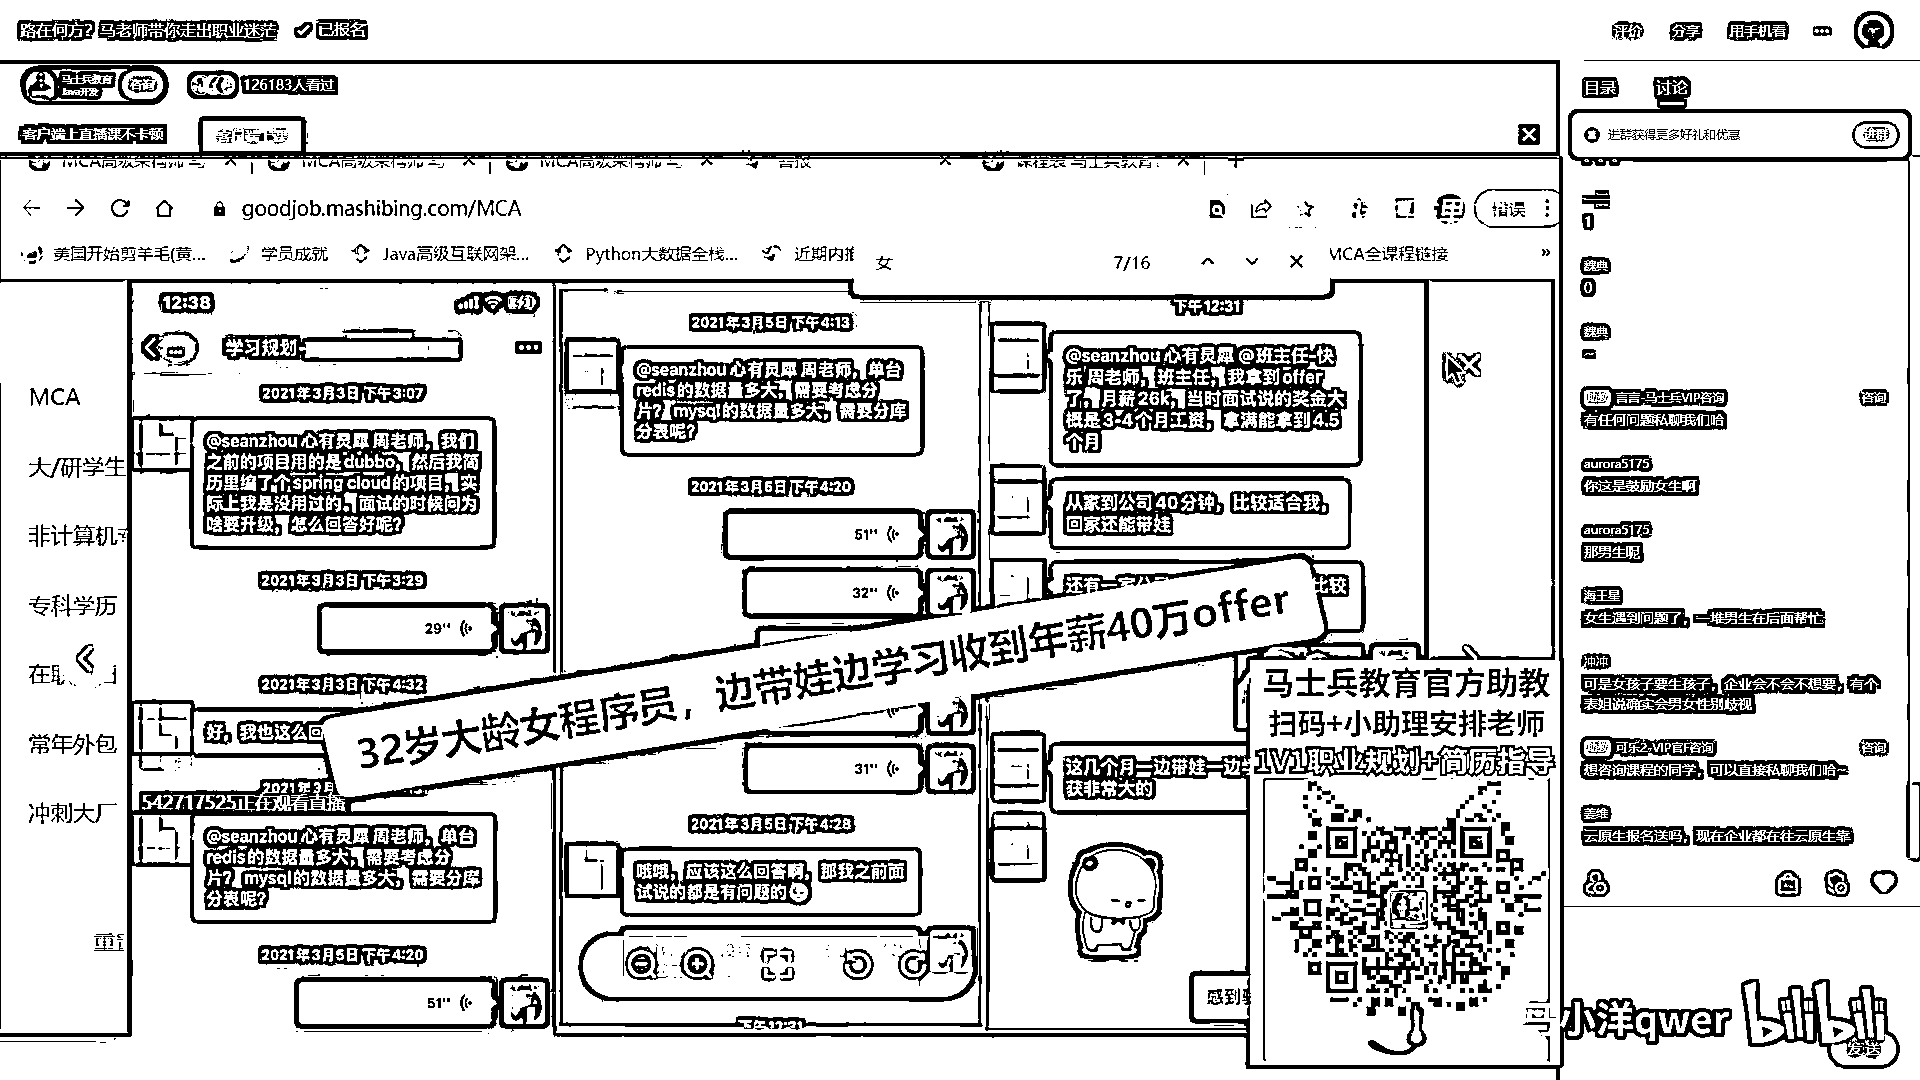 路在何方？马老师带你走出职业迷茫 已报名
评价 分享 用手机看
马士兵教育
Java开发
咨询
126183人看过
客户端上直播课不卡顿
目录 讨论
进群获得更多好礼和优惠 进群
goodjob.mashibing.com/MCA
错误
美国开始剪羊毛(黄... 学员成就 Java高级互联网架... Python大数据全栈... 近期内推
女 7/16
MCA全课程链接 »
MCA
大/研学生
非计算机专
专科学历
在职
常年外包
冲刺大厂
12:38
学习规划-
2021年3月3日 下午3:07
@seanzhou 心有灵犀 周老师，我们
之前的项目用的是dubbo，然后我简
历里编了个spring cloud的项目，实
际上我是没用过的，面试的时候问为
啥要升级，怎么回答好呢？
2021年3月3日 下午3:29
29''
2021年3月3日 下午4:32
好，我也这么回
2021年3月
542717525正在观看直播
@seanzhou 心有灵犀 周老师，单台
redis的数据量多大，需要考虑分
片？mysql的数据量多大，需要分库
分表呢？
2021年3月5日 下午4:20
51''
2021年3月5日 下午4:13
@seanzhou 心有灵犀 周老师，单台
redis的数据量多大，需要考虑分
片？mysql的数据量多大，需要分库
分表呢？
2021年3月5日 下午4:20
51''
32''
31''
2021年3月5日 下午4:28
哦哦，应该这么回答啊，那我之前面
试说的都是有问题的
下午12:31
下午12:31
@seanzhou 心有灵犀 @班主任-快
乐 周老师，班主任，我拿到offer
了，月薪26k，当时面试说的奖金大
概是3-4个月工资，拿满能拿到4.5
个月
从家到公司40分钟，比较适合我，
回家还能带娃
还有一家公
比较
这几个月一边带娃一边
获非常大的
32岁大龄女程序员，边带娃边学习收到年薪40万offer
马士兵教育官方助教
扫码+小助理安排老师
1V1职业规划+简历指导
1
魏典
0
魏典
~
言言-马士兵VIP咨询 咨询
有任何问题私聊我们哈
aurora5175
你这是鼓励女生啊
aurora5175
那男生呢
海王星
女生遇到问题了，一堆男生在后面帮忙
沖沖
可是女孩子要生孩子，企业会不会不想要，有个
表姐说确实会男女性别歧视
可乐2-VIP官F咨询 咨询
想咨询课程的同学，可以直接私聊我们哈~
姜维
云原生报名送吗，现在企业都在往云原生靠
小洋qwer bilibili
发送